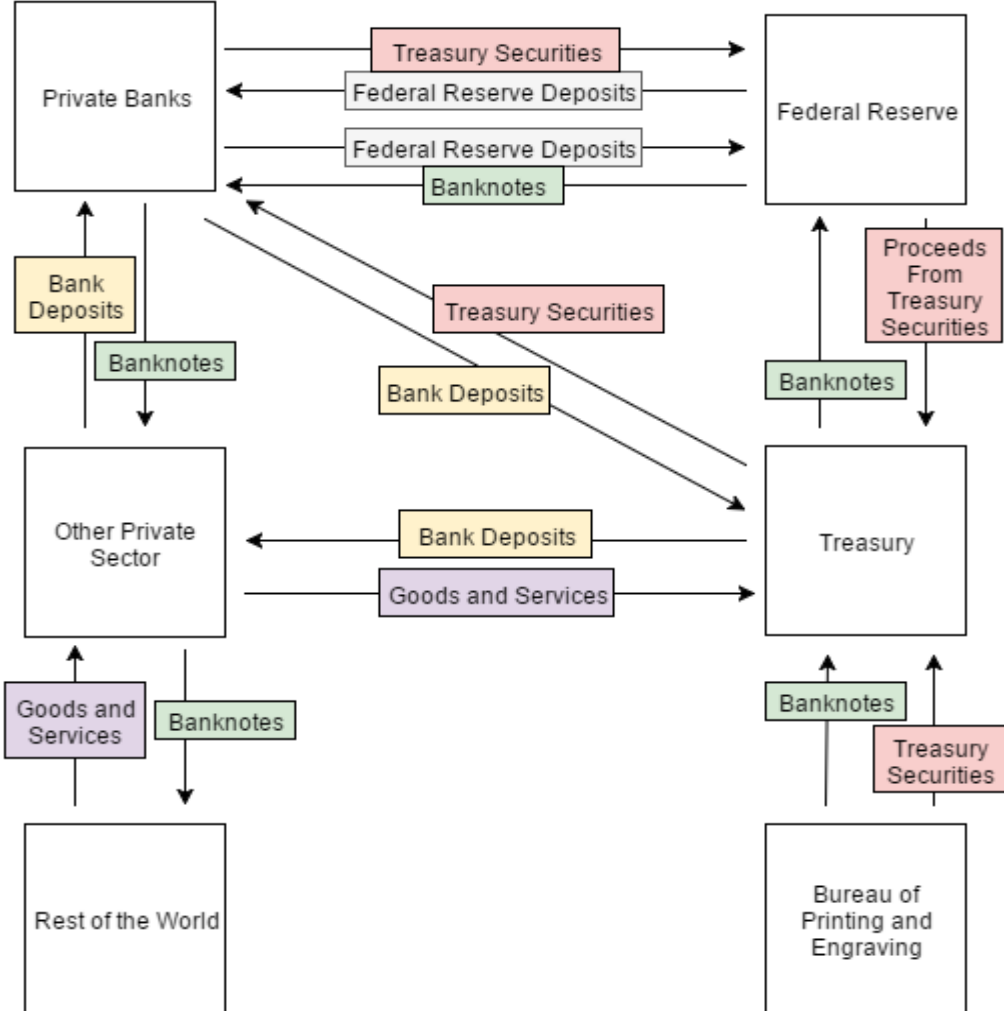 Treasury Securities
Private Banks
Federal Reserve Deposits
Federal Reserve
Federal Reserve Deposits
Banknotes
Bank
Deposits
Banknotes
Treasury Securities
Bank Deposits
Proceeds
From
Treasury
Securities
Banknotes
Other Private
Sector
Bank Deposits
Goods and Services
Treasury
Goods and
Services
Banknotes
Banknotes
Treasury
Securities
Rest of the World
Bureau of
Printing and
Engraving